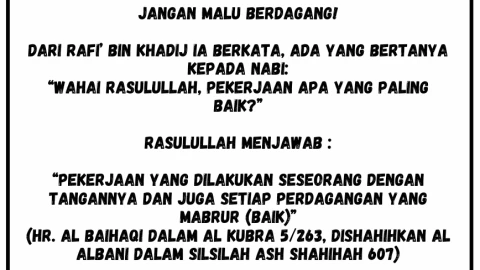 JANGAN MALU BERDAGANG!
DARI RAFI' BIN KHADIJ IA BERKATA, ADA YANG BERTANYA
KEPADA NABI:
"WAHAI RASULULLAH, PEKERJAAN APA YANG PALING
BAIK?"
RASULULLAH MENJAWAB :
"PEKERJAAN YANG DILAKUKAN SESEORANG DENGAN
TANGANNYA DAN JUGA SETIAP PERDAGANGAN YANG
MABRUR (BAIK)"
(HR. AL BAIHAQI DALAM AL KUBRA 5/263, DISHAHIHKAN AL
ALBANI DALAM SILSILAH ASH SHAHIHAH 607)